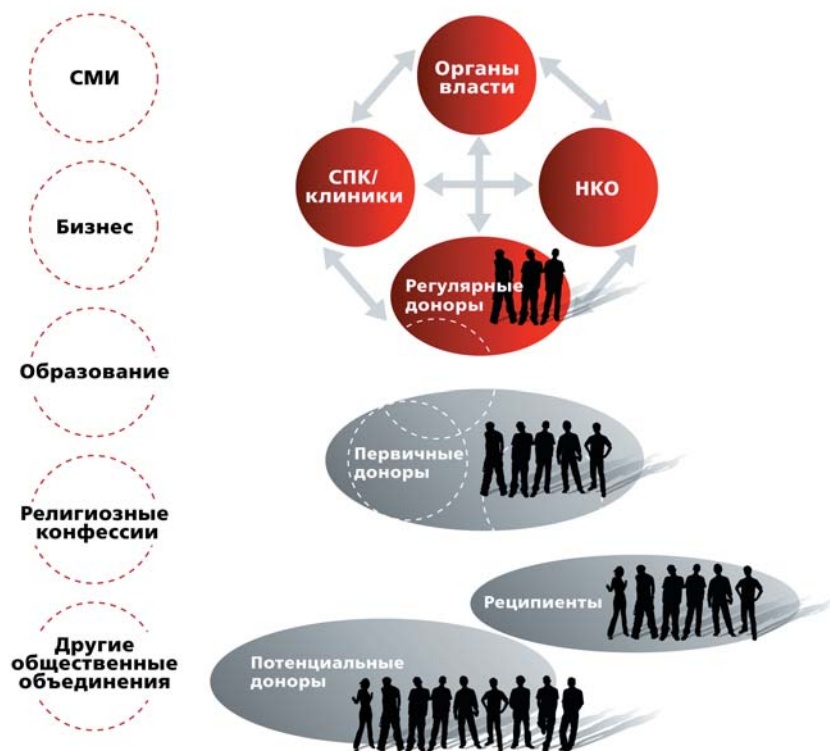 СМИ
Бизнес
Образование
Религиозные
конфессии
Другие
общественные
объединения
Органы
власти
СПК/
клиники
НКО
Регулярные
доноры
Первичные
доноры
Реципиенты
Потенциальные
доноры